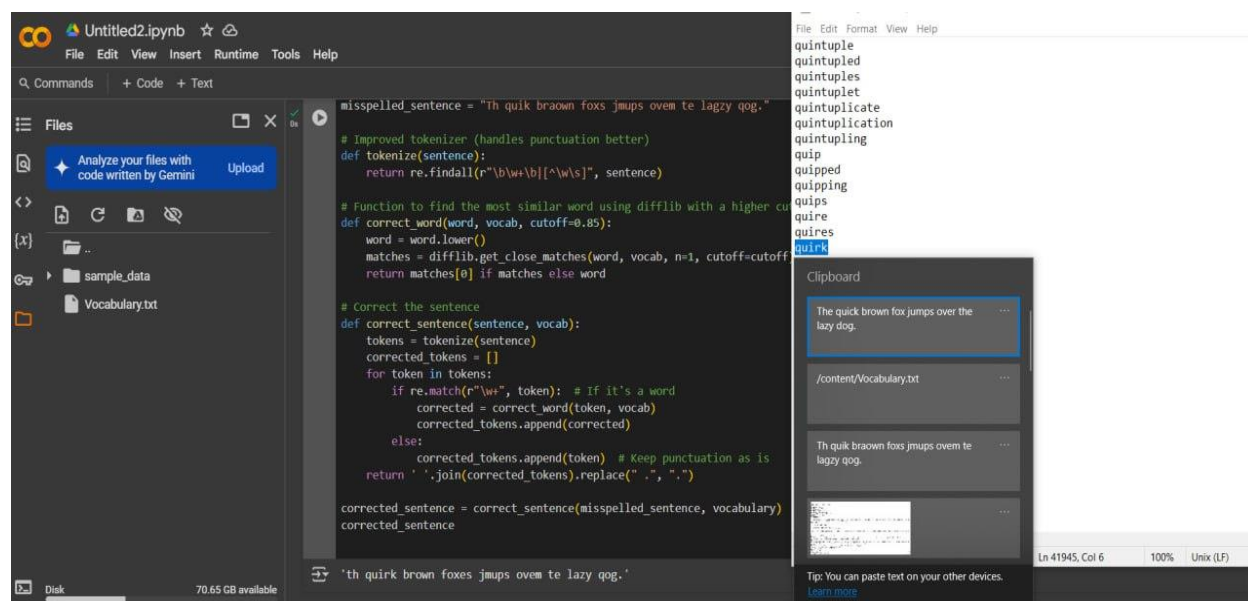 Untitled2.ipynb
File Edit View Insert Runtime Tools Help
Commands + Code + Text
Files
Analyze your files with
code written by Gemini
Upload
{x}
..
sample_data
Vocabulary.txt
Disk 70.65 GB available
0s
misspelled_sentence = "Th quik braown foxs jmups ovem te lagzy qog."
# Improved tokenizer (handles punctuation better)
def tokenize(sentence):
    return re.findall(r"\b\w+\b|[^\w\s]", sentence)
# Function to find the most similar word using difflib with a higher cu
def correct_word(word, vocab, cutoff=0.85):
    word = word.lower()
    matches = difflib.get_close_matches(word, vocab, n=1, cutoff=cutoff
    return matches[0] if matches else word
# Correct the sentence
def correct_sentence(sentence, vocab):
    tokens = tokenize(sentence)
    corrected_tokens = []
    for token in tokens:
        if re.match(r"\w+", token):  # If it's a word
            corrected = correct_word(token, vocab)
            corrected_tokens.append(corrected)
        else:
            corrected_tokens.append(token)  # Keep punctuation as is
    return ' '.join(corrected_tokens).replace(" .", ".")
corrected_sentence = correct_sentence(misspelled_sentence, vocabulary)
corrected_sentence
'th quirk brown foxes jmups ovem te lazy qog.'
File Edit Format View Help
quintuple
quintupled
quintuples
quintuplet
quintuplicate
quintuplication
quintupling
quip
quipped
quipping
quips
quire
quires
quirk
Clipboard
The quick brown fox jumps over the
lazy dog.
/content/Vocabulary.txt
Th quik braown foxs jmups ovem te
lagzy qog.
Tip: You can paste text on your other devices.
Learn more
Ln 41945, Col 6 100% Unix (LF)